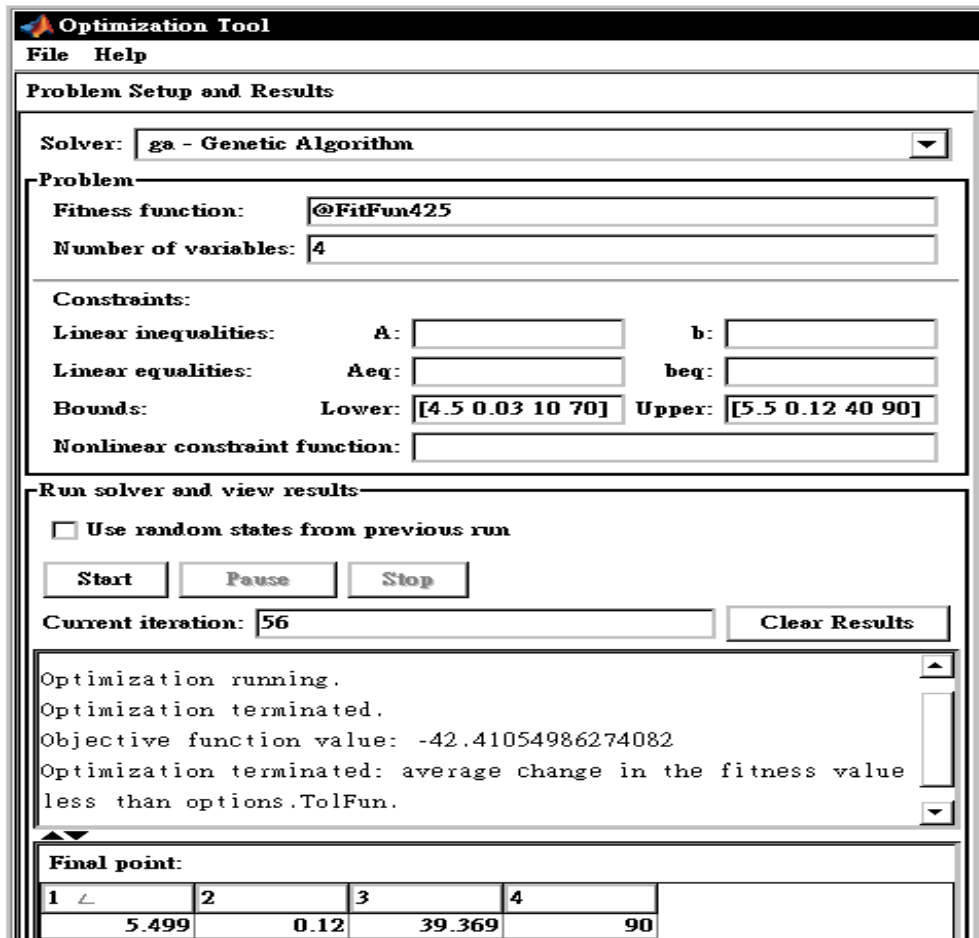 Optimization Tool
File Help
Problem Setup and Results
Solver: ga - Genetic Algorithm
Problem
Fitness function: @FitFun425
Number of variables: 4
Constraints:
Linear inequalities: A: b:
Linear equalities: Aeq: beq:
Bounds: Lower: [4.5 0.03 10 70] Upper: [5.5 0.12 40 90]
Nonlinear constraint function:
Run solver and view results
Use random states from previous run
Start Pause Stop
Current iteration: 56 Clear Results
Optimization running.
Optimization terminated.
Objective function value: -42.41054986274082
Optimization terminated: average change in the fitness value
less than options.TolFun.
Final point:
1 2 3 4
5.499 0.12 39.369 90